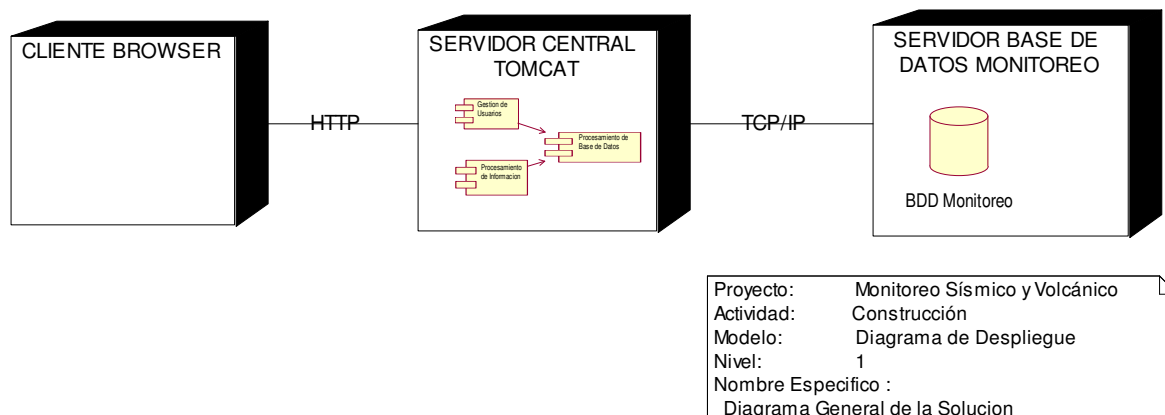 CLIENTE BROWSER
HTTP
SERVIDOR CENTRAL
TOMCAT
Gestion de
Usuarios
Procesamiento de
Base de Datos
Procesamiento
de Informacion
TCP/IP
SERVIDOR BASE DE
DATOS MONITOREO
BDD Monitoreo
Proyecto: Monitoreo Sísmico y Volcánico
Actividad: Construcción
Modelo: Diagrama de Despliegue
Nivel: 1
Nombre Especifico :
Diagrama General de la Solucion